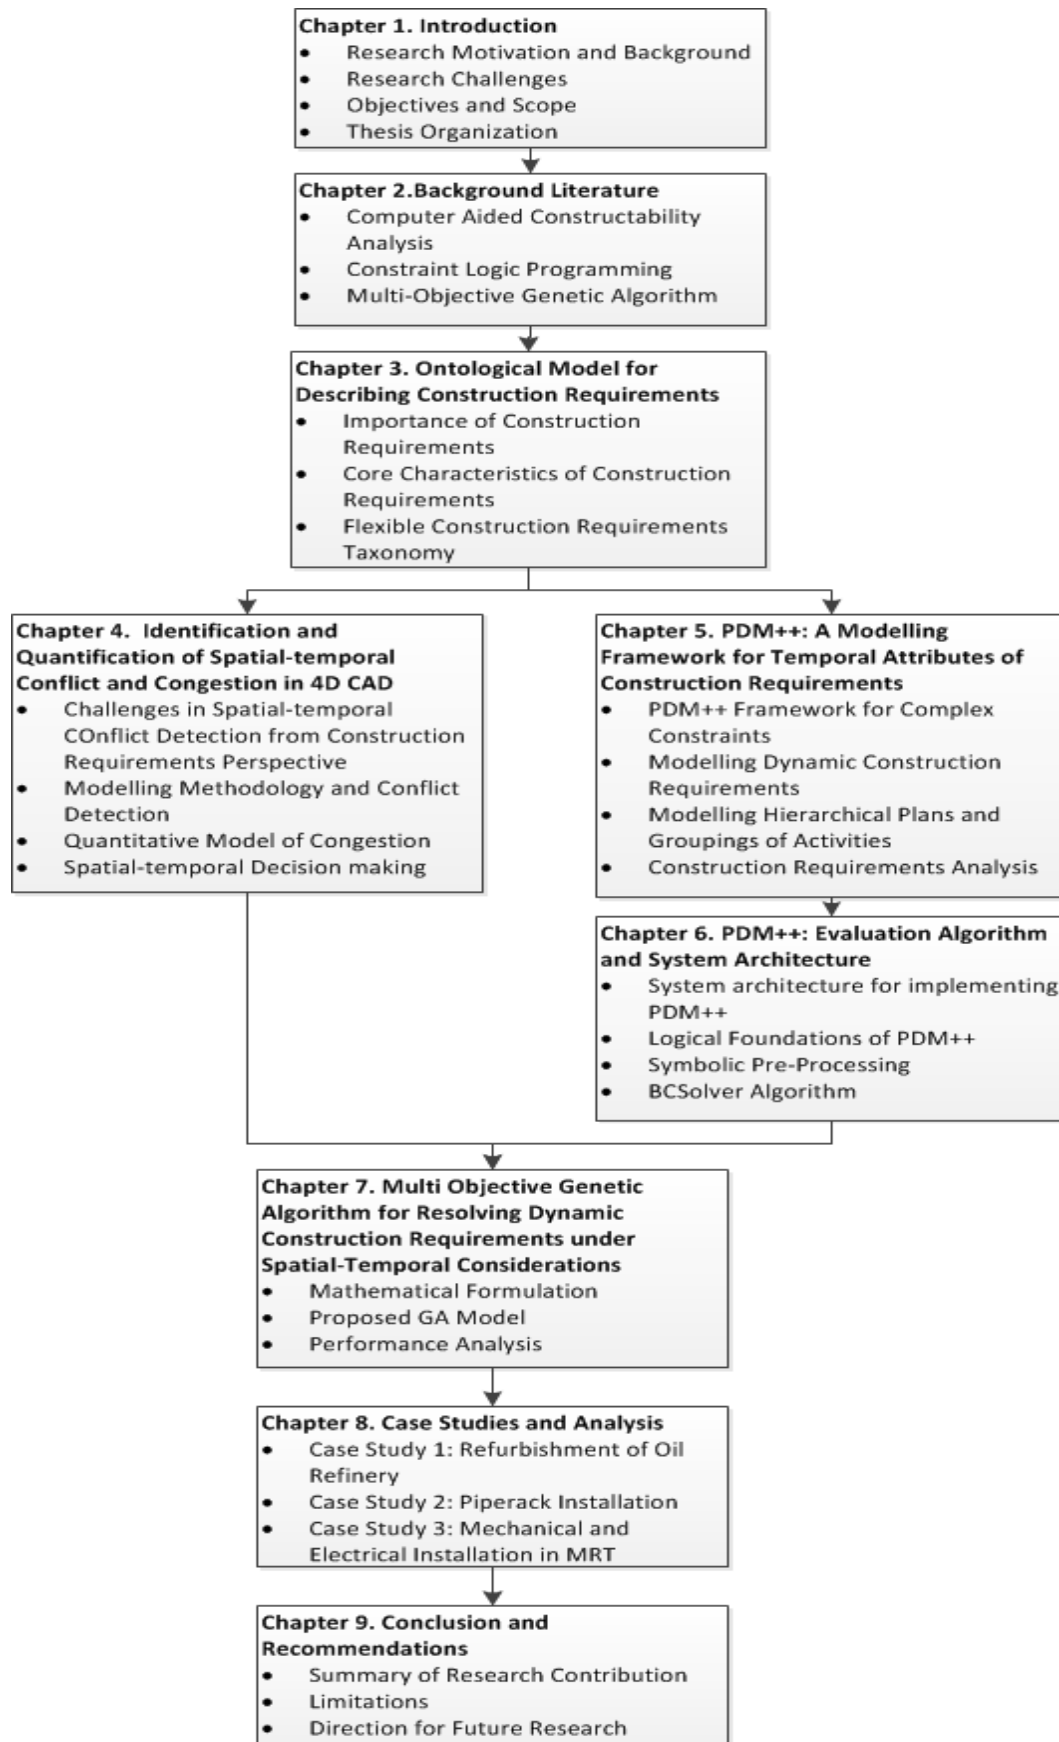 Chapter 1. Introduction
• Research Motivation and Background
• Research Challenges
• Objectives and Scope
• Thesis Organization
Chapter 2.Background Literature
• Computer Aided Constructability
Analysis
• Constraint Logic Programming
• Multi-Objective Genetic Algorithm
Chapter 3. Ontological Model for
Describing Construction Requirements
• Importance of Construction
Requirements
• Core Characteristics of Construction
Requirements
• Flexible Construction Requirements
Taxonomy
Chapter 4. Identification and
Quantification of Spatial-temporal
Conflict and Congestion in 4D CAD
• Challenges in Spatial-temporal
COnflict Detection from Construction
Requirements Perspective
• Modelling Methodology and Conflict
Detection
• Quantitative Model of Congestion
• Spatial-temporal Decision making
Chapter 5. PDM++: A Modelling
Framework for Temporal Attributes of
Construction Requirements
• PDM++ Framework for Complex
Constraints
• Modelling Dynamic Construction
Requirements
• Modelling Hierarchical Plans and
Groupings of Activities
• Construction Requirements Analysis
Chapter 6. PDM++: Evaluation Algorithm
and System Architecture
• System architecture for implementing
PDM++
• Logical Foundations of PDM++
• Symbolic Pre-Processing
• BCSolver Algorithm
Chapter 7. Multi Objective Genetic
Algorithm for Resolving Dynamic
Construction Requirements under
Spatial-Temporal Considerations
• Mathematical Formulation
• Proposed GA Model
• Performance Analysis
Chapter 8. Case Studies and Analysis
• Case Study 1: Refurbishment of Oil
Refinery
• Case Study 2: Piperack Installation
• Case Study 3: Mechanical and
Electrical Installation in MRT
Chapter 9. Conclusion and
Recommendations
• Summary of Research Contribution
• Limitations
• Direction for Future Research